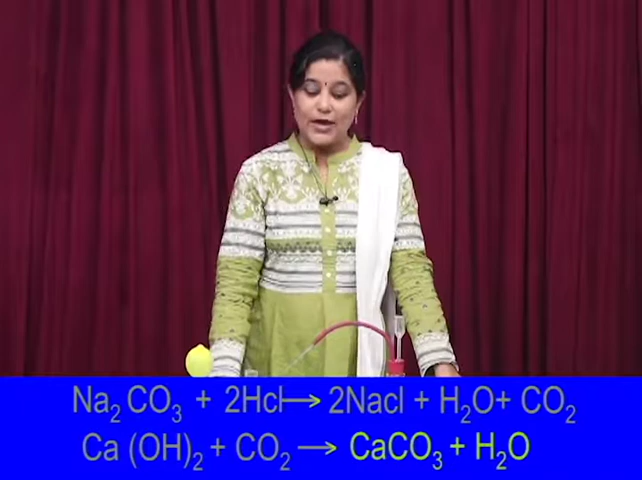 Na₂ CO₃ + 2Hcl→ 2Nacl + H₂O+ CO₂
Ca (OH)₂ + CO₂ → CaCO₃ + H₂O